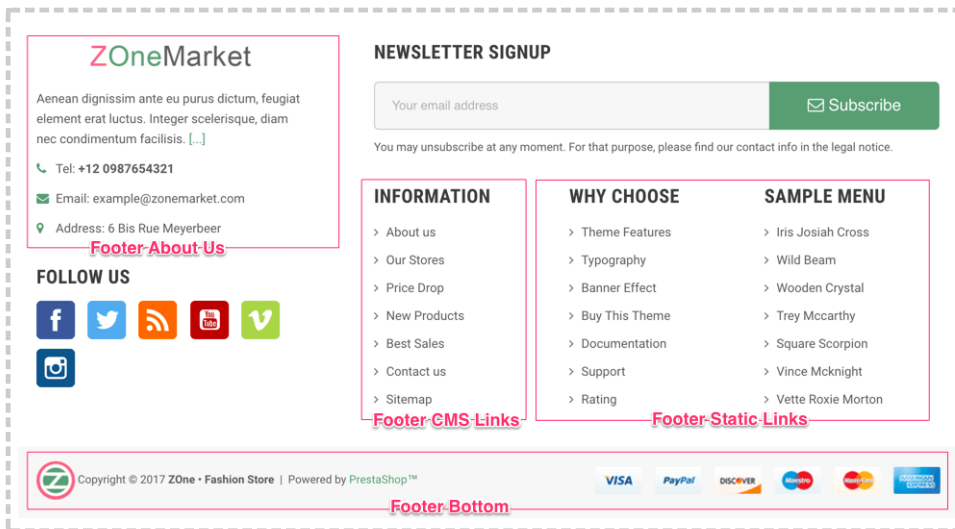 ZOneMarket
Aenean dignissim ante eu purus dictum, feugiat
element erat luctus. Integer scelerisque, diam
nec condimentum facilisis. [...]
Tel: +12 0987654321
Email: example@zonemarket.com
Address: 6 Bis Rue Meyerbeer
Footer About Us
FOLLOW US
f
You
Tube
NEWSLETTER SIGNUP
Your email address
Subscribe
You may unsubscribe at any moment. For that purpose, please find our contact info in the legal notice.
INFORMATION
> About us
> Our Stores
> Price Drop
> New Products
> Best Sales
> Contact us
> Sitemap
Footer CMS Links
WHY CHOOSE
> Theme Features
> Typography
> Banner Effect
> Buy This Theme
> Documentation
> Support
> Rating
SAMPLE MENU
> Iris Josiah Cross
> Wild Beam
> Wooden Crystal
> Trey Mccarthy
> Square Scorpion
> Vince Mcknight
> Vette Roxie Morton
Footer Static Links
Z
Copyright © 2017 ZOne • Fashion Store | Powered by PrestaShop™
VISA
PayPal
DISCOVER
Maestro
MasterCard
AMERICAN EXPRESS
Footer Bottom